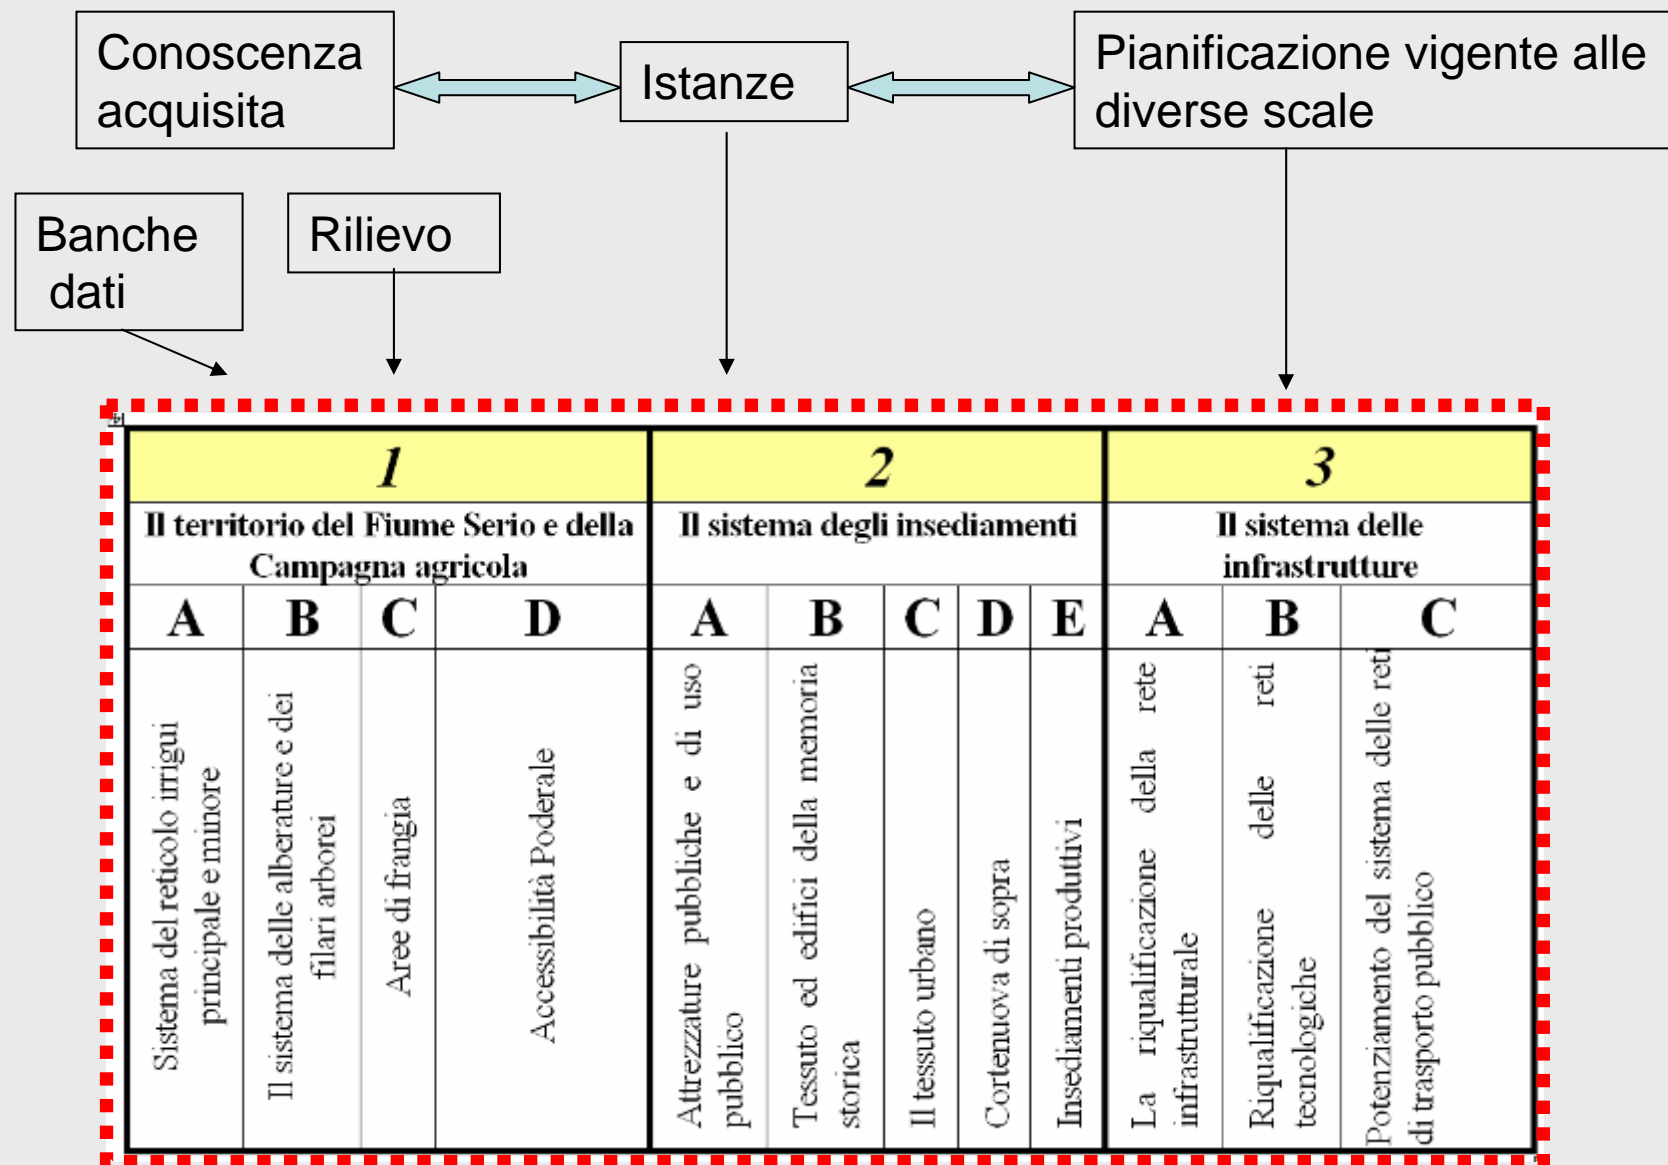 Conoscenza
acquisita
Istanze
Pianificazione vigente alle
diverse scale
Banche
dati
Rilievo
1
2
3
Il territorio del Fiume Serio e della
Campagna agricola
Il sistema degli insediamenti
Il sistema delle
infrastrutture
A
B
C
D
A
B
C
D
E
A
B
C
Sistema del reticolo irrigui
principale e minore
Il sistema delle alberature e dei
filari arborei
Aree di frangia
Accessibilità Poderale
Attrezzature pubbliche e di uso
pubblico
Tessuto ed edifici della memoria
storica
Il tessuto urbano
Cortenuova di sopra
Insediamenti produttivi
La riqualificazione della rete
infrastrutturale
Riqualificazione delle reti
tecnologiche
Potenziamento del sistema delle reti
di trasporto pubblico